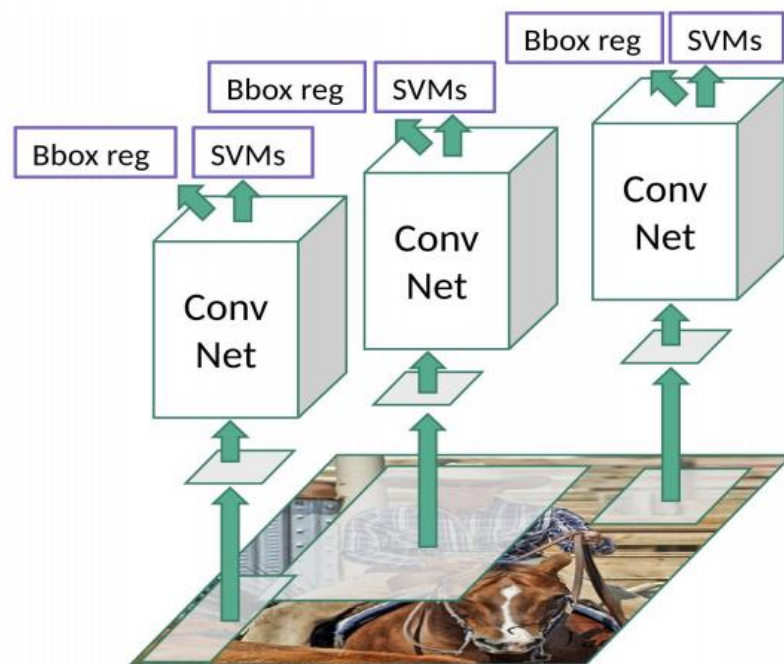 Bbox reg
SVMs
Bbox reg
SVMs
Bbox reg
SVMs
Conv
Net
Conv
Net
Conv
Net